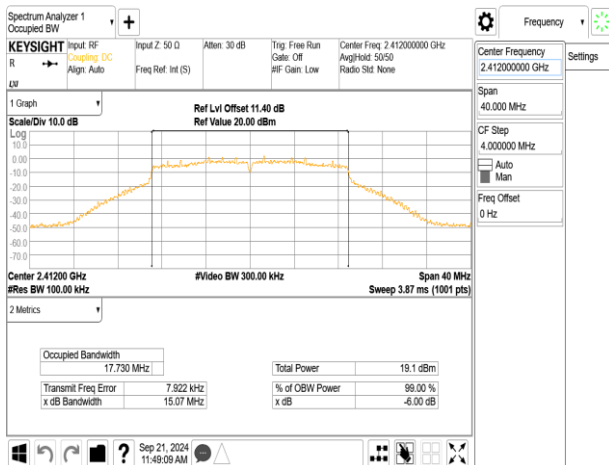 Spectrum Analyzer 1
Occupied BW
Frequency
KEYSIGHT
R
Input: RF
Coupling: DC
Align: Auto
Input Z: 50 Ω
Freq Ref: Int (S)
Atten: 30 dB
Trig: Free Run
Gate: Off
#IF Gain: Low
Center Freq: 2.412000000 GHz
Avg|Hold: 50/50
Radio Std: None
Center Frequency
2.412000000 GHz
Settings
Span
40.000 MHz
CF Step
4.000000 MHz
Auto
Man
Freq Offset
0 Hz
1 Graph
Scale/Div 10.0 dB
Ref Lvl Offset 11.40 dB
Ref Value 20.00 dBm
Log
10.0
0.00
-10.0
-20.0
-30.0
-40.0
-50.0
-60.0
-70.0
Center 2.41200 GHz
#Res BW 100.00 kHz
#Video BW 300.00 kHz
Span 40 MHz
Sweep 3.87 ms (1001 pts)
2 Metrics
Occupied Bandwidth
17.730 MHz
Transmit Freq Error 7.922 kHz
x dB Bandwidth 15.07 MHz
Total Power 19.1 dBm
% of OBW Power 99.00 %
x dB -6.00 dB
?
Sep 21, 2024
11:49:09 AM